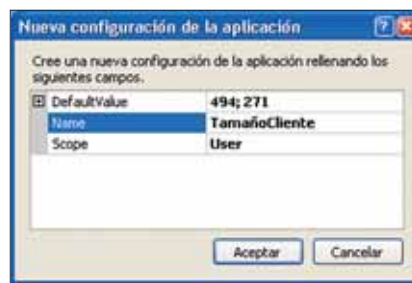 Nueva configuración de la aplicación
Cree una nueva configuración de la aplicación rellenando los
siguientes campos.
DefaultValue 494; 271
Name TamañoCliente
Scope User
Aceptar Cancelar